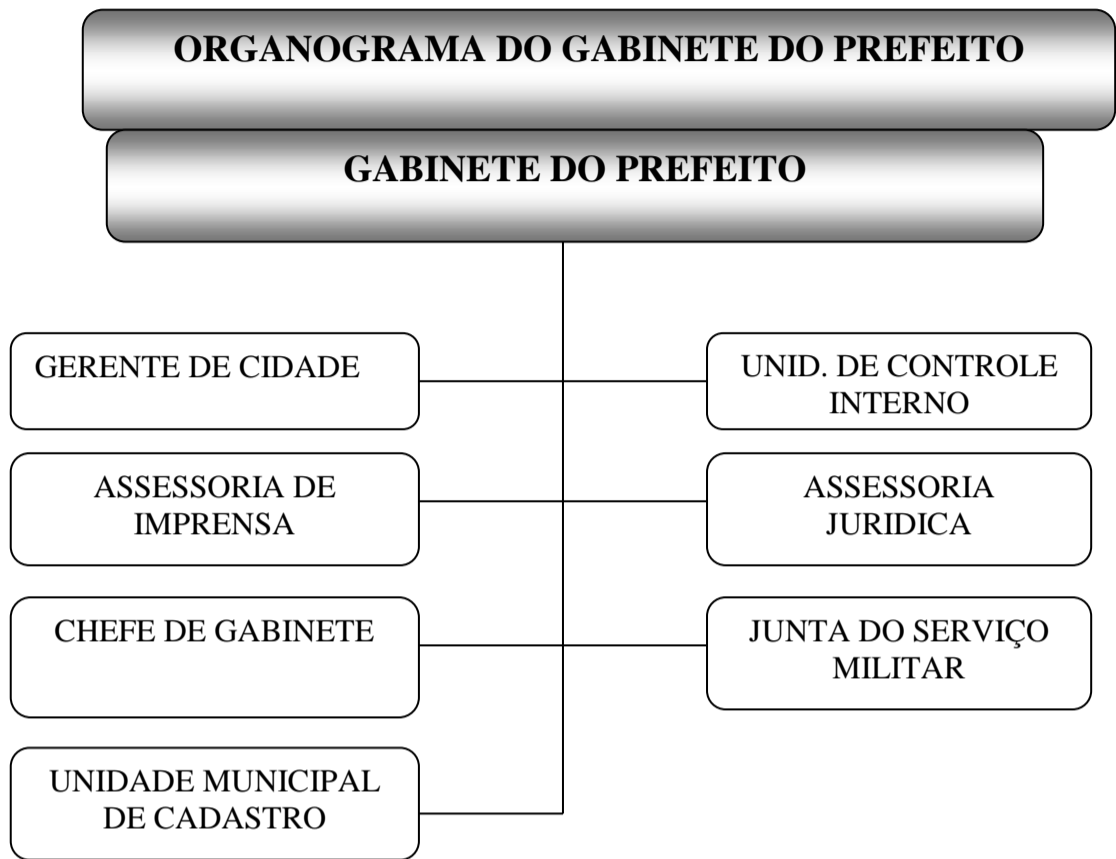 ORGANOGRAMA DO GABINETE DO PREFEITO
GABINETE DO PREFEITO
GERENTE DE CIDADE
UNID. DE CONTROLE
INTERNO
ASSESSORIA DE
IMPRENSA
ASSESSORIA
JURIDICA
CHEFE DE GABINETE
JUNTA DO SERVIÇO
MILITAR
UNIDADE MUNICIPAL
DE CADASTRO